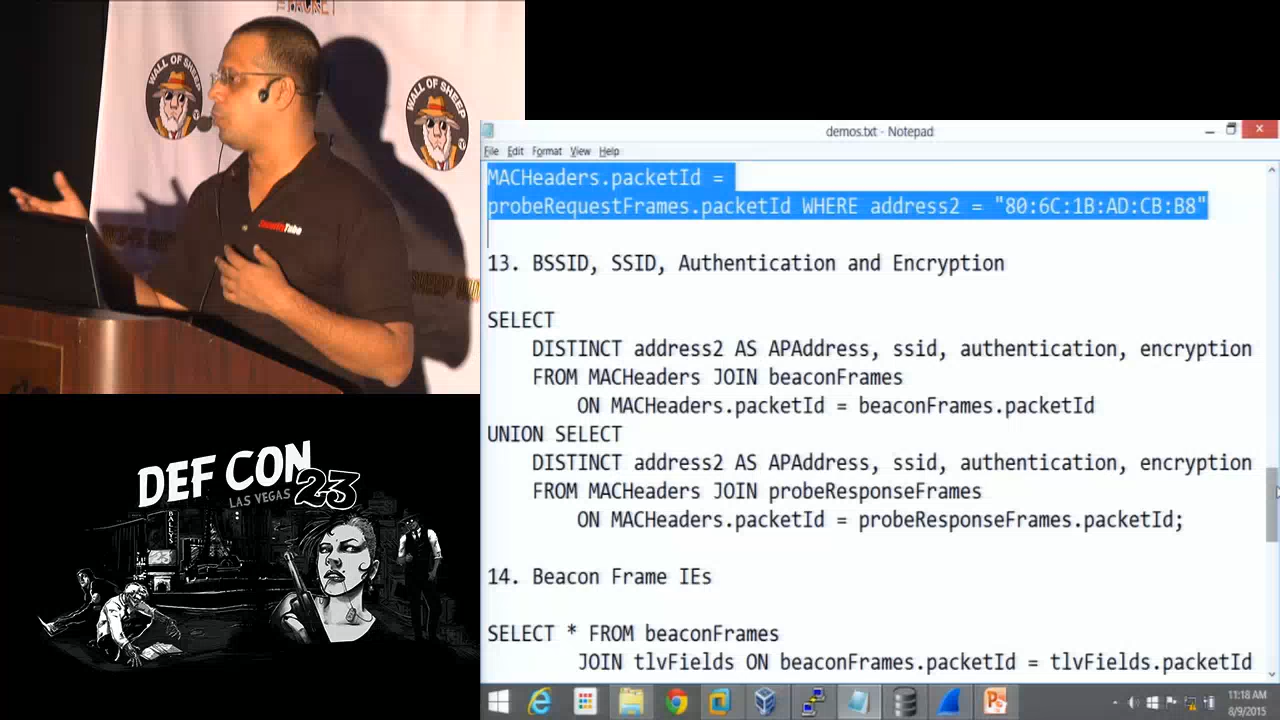 PACKET
WALL OF SHEEP
WALL OF SHEEP
SecurityTube
DEF CON
LAS VEGAS 23
BALLY'S
demos.txt - Notepad
File Edit Format View Help
MACHeaders.packetId =
probeRequestFrames.packetId WHERE address2 = "80:6C:1B:AD:CB:B8"
13. BSSID, SSID, Authentication and Encryption
SELECT
DISTINCT address2 AS APAddress, ssid, authentication, encryption
FROM MACHeaders JOIN beaconFrames
ON MACHeaders.packetId = beaconFrames.packetId
UNION SELECT
DISTINCT address2 AS APAddress, ssid, authentication, encryption
FROM MACHeaders JOIN probeResponseFrames
ON MACHeaders.packetId = probeResponseFrames.packetId;
14. Beacon Frame IEs
SELECT * FROM beaconFrames
JOIN tlvFields ON beaconFrames.packetId = tlvFields.packetId
11:18 AM
8/9/2015